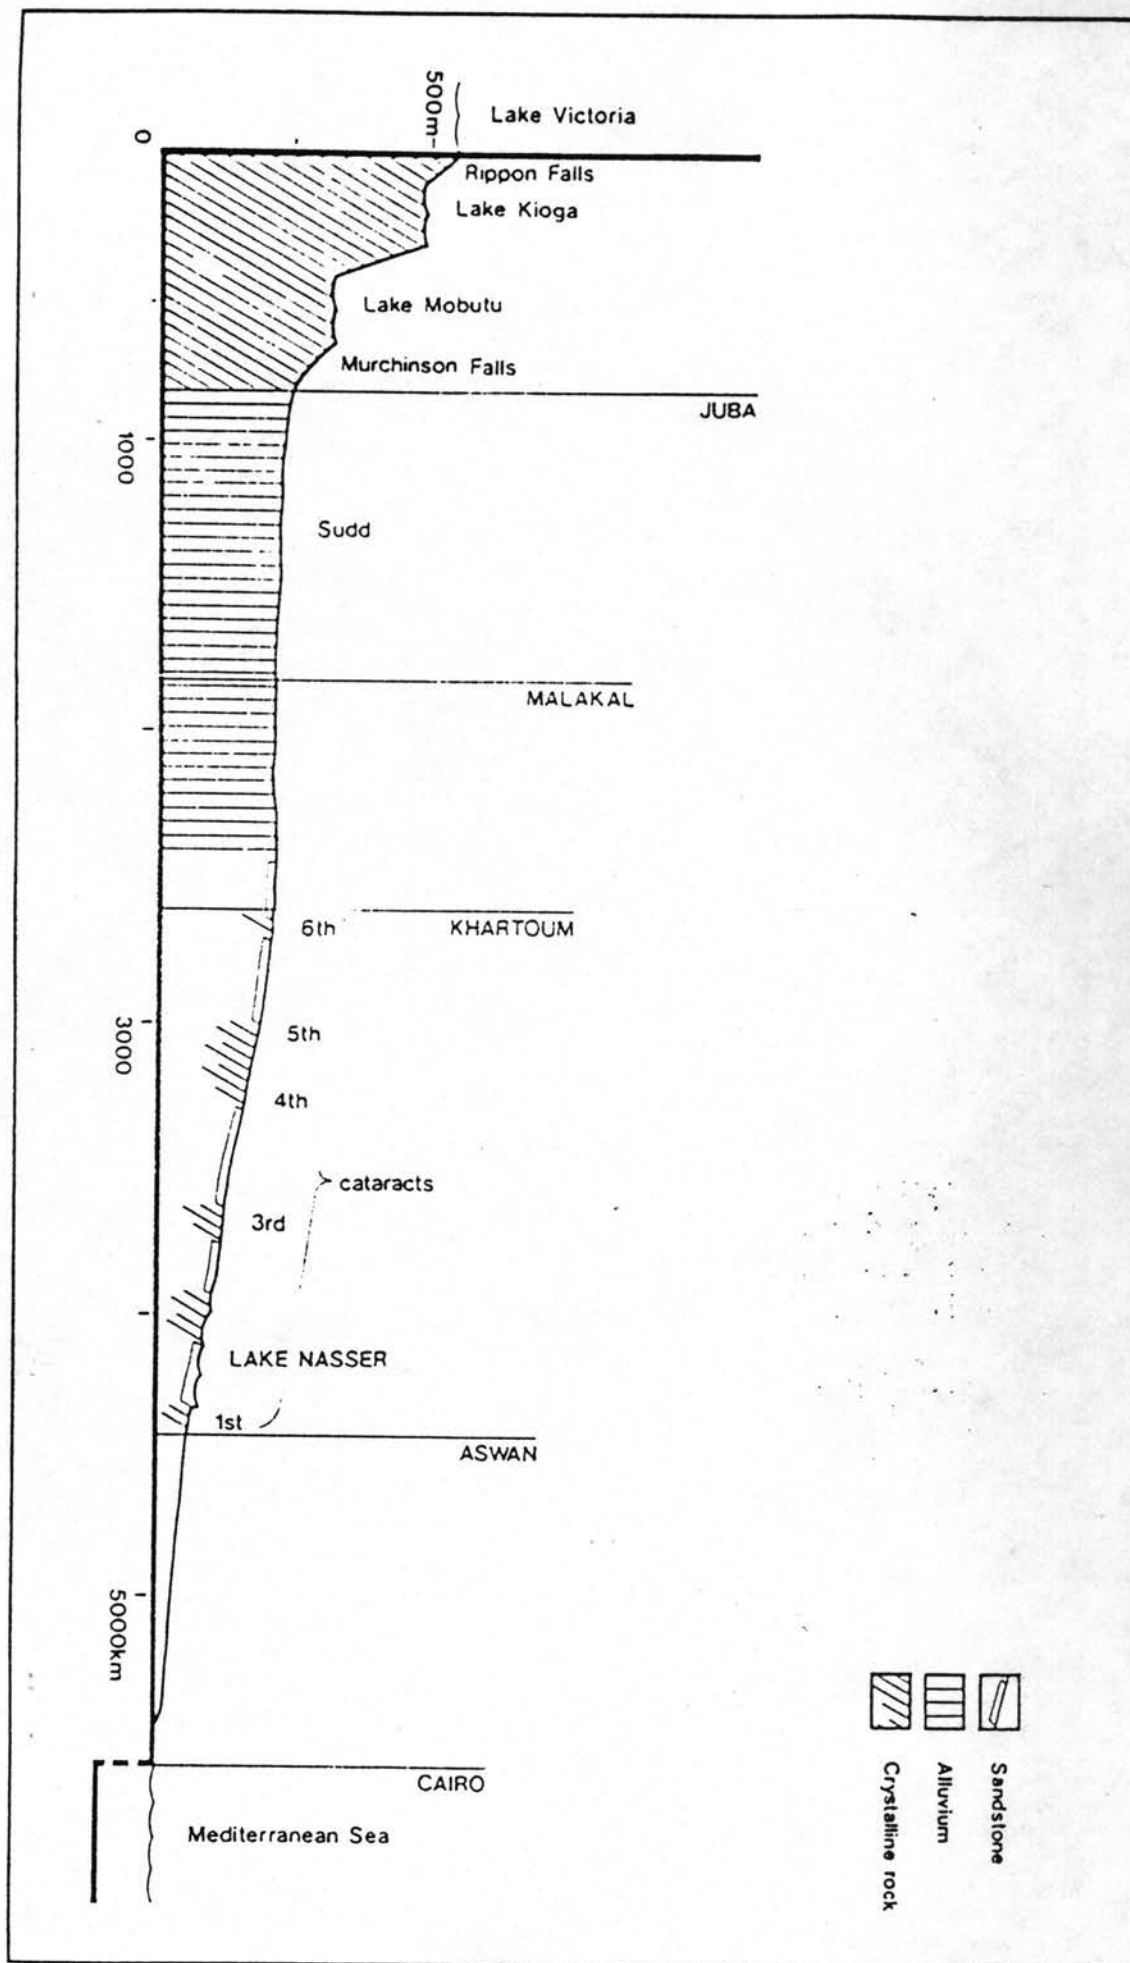 500m
Lake Victoria
0
Rippon Falls
Lake Kioga
Lake Mobutu
Murchinson Falls
JUBA
1000
Sudd
MALAKAL
6th
KHARTOUM
3000
5th
4th
cataracts
3rd
LAKE NASSER
1st
ASWAN
5000km
CAIRO
Mediterranean Sea
Sandstone
Alluvium
Crystalline rock